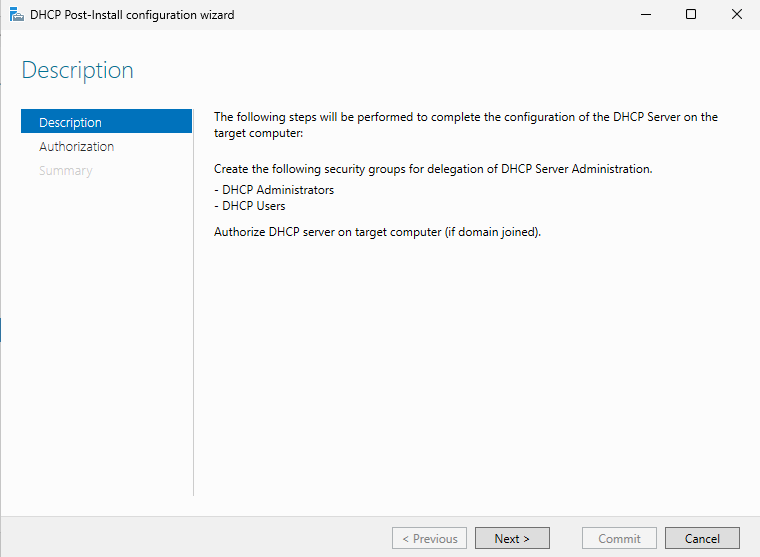 DHCP Post-Install configuration wizard
Description
Description
Authorization
Summary
The following steps will be performed to complete the configuration of the DHCP Server on the
target computer:
Create the following security groups for delegation of DHCP Server Administration.
- DHCP Administrators
- DHCP Users
Authorize DHCP server on target computer (if domain joined).
< Previous
Next >
Commit
Cancel